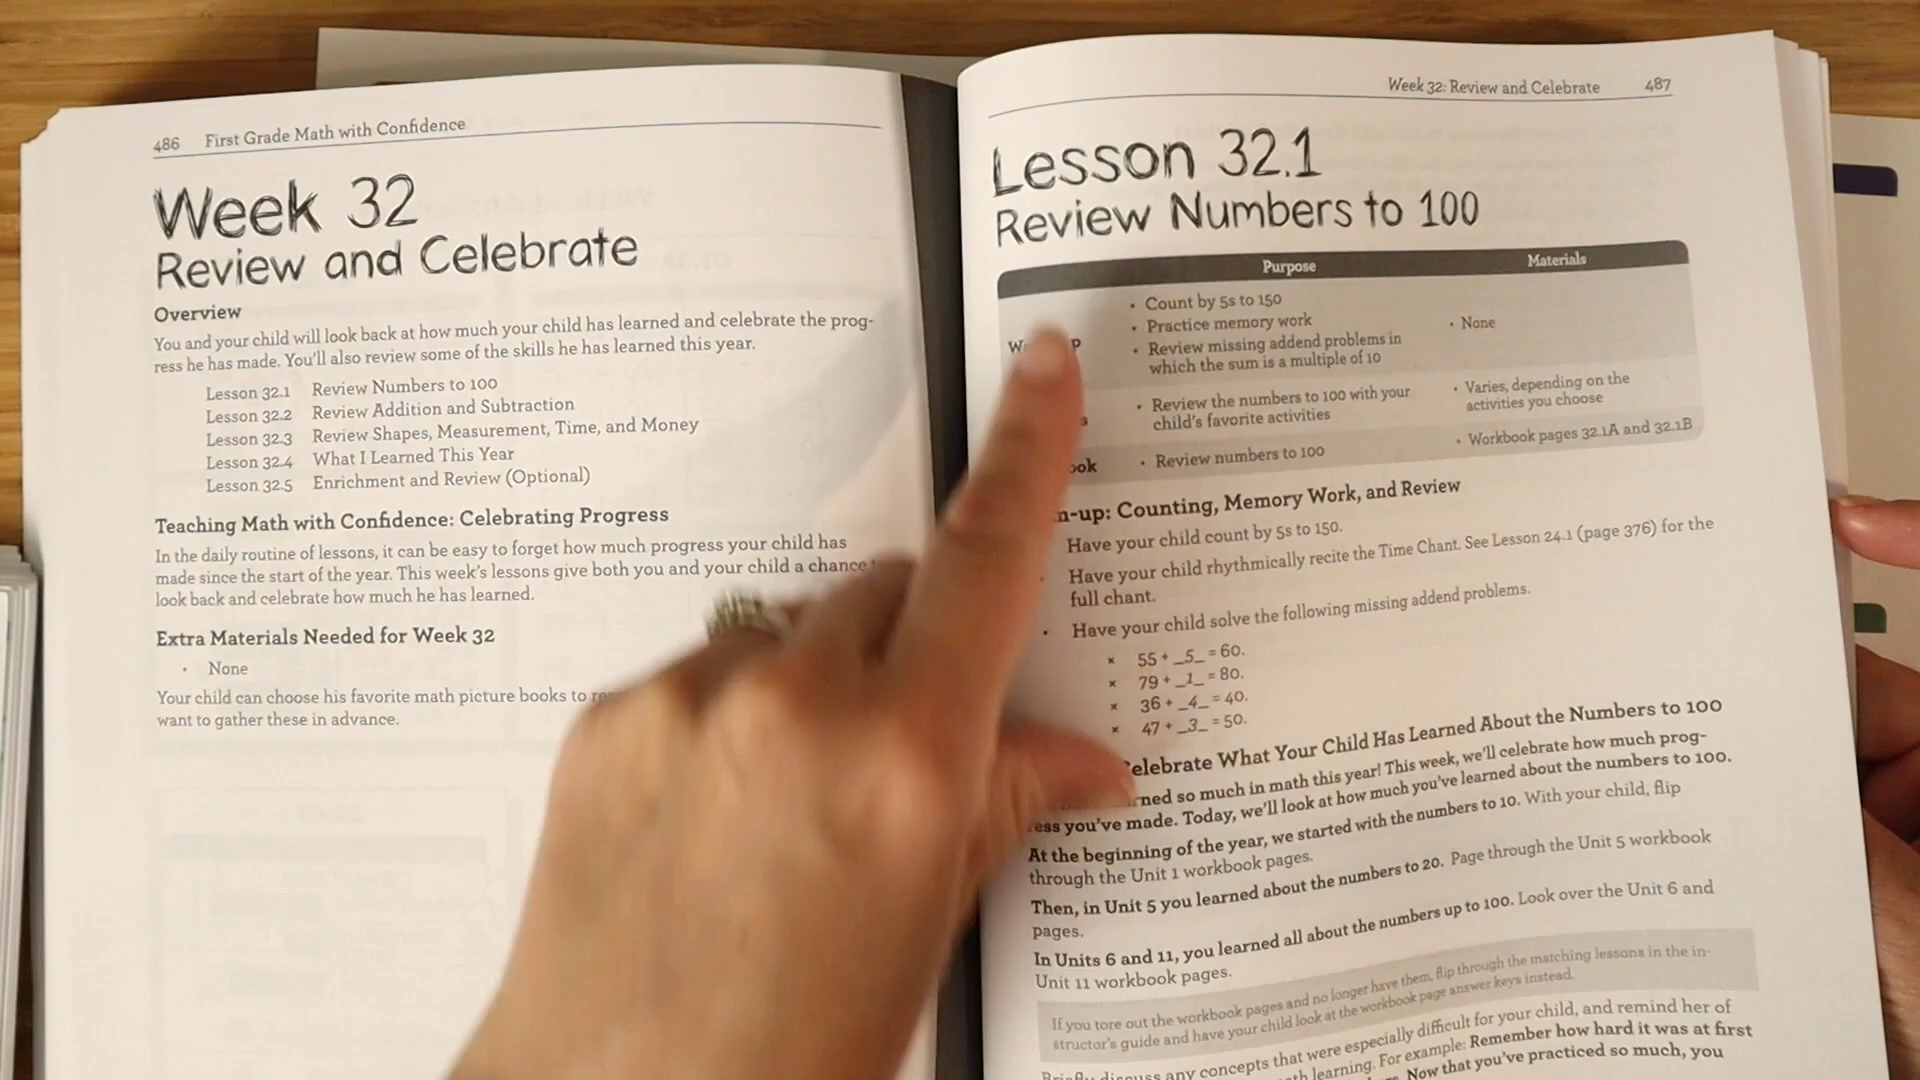 486 First Grade Math with Confidence
Week 32
Review and Celebrate
Overview
You and your child will look back at how much your child has learned and celebrate the prog-
ress he has made. You'll also review some of the skills he has learned this year.
Lesson 32.1 Review Numbers to 100
Lesson 32.2 Review Addition and Subtraction
Lesson 32.3 Review Shapes, Measurement, Time, and Money
Lesson 32.4 What I Learned This Year
Lesson 32.5 Enrichment and Review (Optional)
Teaching Math with Confidence: Celebrating Progress
In the daily routine of lessons, it can be easy to forget how much progress your child has
made since the start of the year. This week's lessons give both you and your child a chance
look back and celebrate how much he has learned.
Extra Materials Needed for Week 32
• None
Your child can choose his favorite math picture books to
want to gather these in advance.
Week 32: Review and Celebrate 487
Lesson 32.1
Review Numbers to 100
Purpose Materials
• Count by 5s to 150
• Practice memory work
• Review missing addend problems in
which the sum is a multiple of 10
• None
• Review the numbers to 100 with your
child's favorite activities
• Varies, depending on the
activities you choose
• Review numbers to 100
• Workbook pages 32.1A and 32.1B
n-up: Counting, Memory Work, and Review
Have your child count by 5s to 150.
• Have your child rhythmically recite the Time Chant. See Lesson 24.1 (page 376) for the
full chant.
• Have your child solve the following missing addend problems.
× 55 + _5_ = 60.
× 79 + _1_ = 80.
× 36 + _4_ = 40.
× 47 + _3_ = 50.
elebrate What Your Child Has Learned About the Numbers to 100
rned so much in math this year! This week, we'll celebrate how much prog-
ess you've made. Today, we'll look at how much you've learned about the numbers to 100.
At the beginning of the year, we started with the numbers to 10. With your child, flip
through the Unit 1 workbook pages.
Then, in Unit 5 you learned about the numbers to 20. Page through the Unit 5 workbook
pages.
In Units 6 and 11, you learned all about the numbers up to 100. Look over the Unit 6 and
Unit 11 workbook pages.
If you tore out the workbook pages and no longer have them, flip through the matching lessons in the in-
structor's guide and have your child look at the workbook page answer keys instead.
Briefly discuss any concepts that were especially difficult for your child, and remind her of
learning. For example: Remember how hard it was at first
Now that you've practiced so much, you